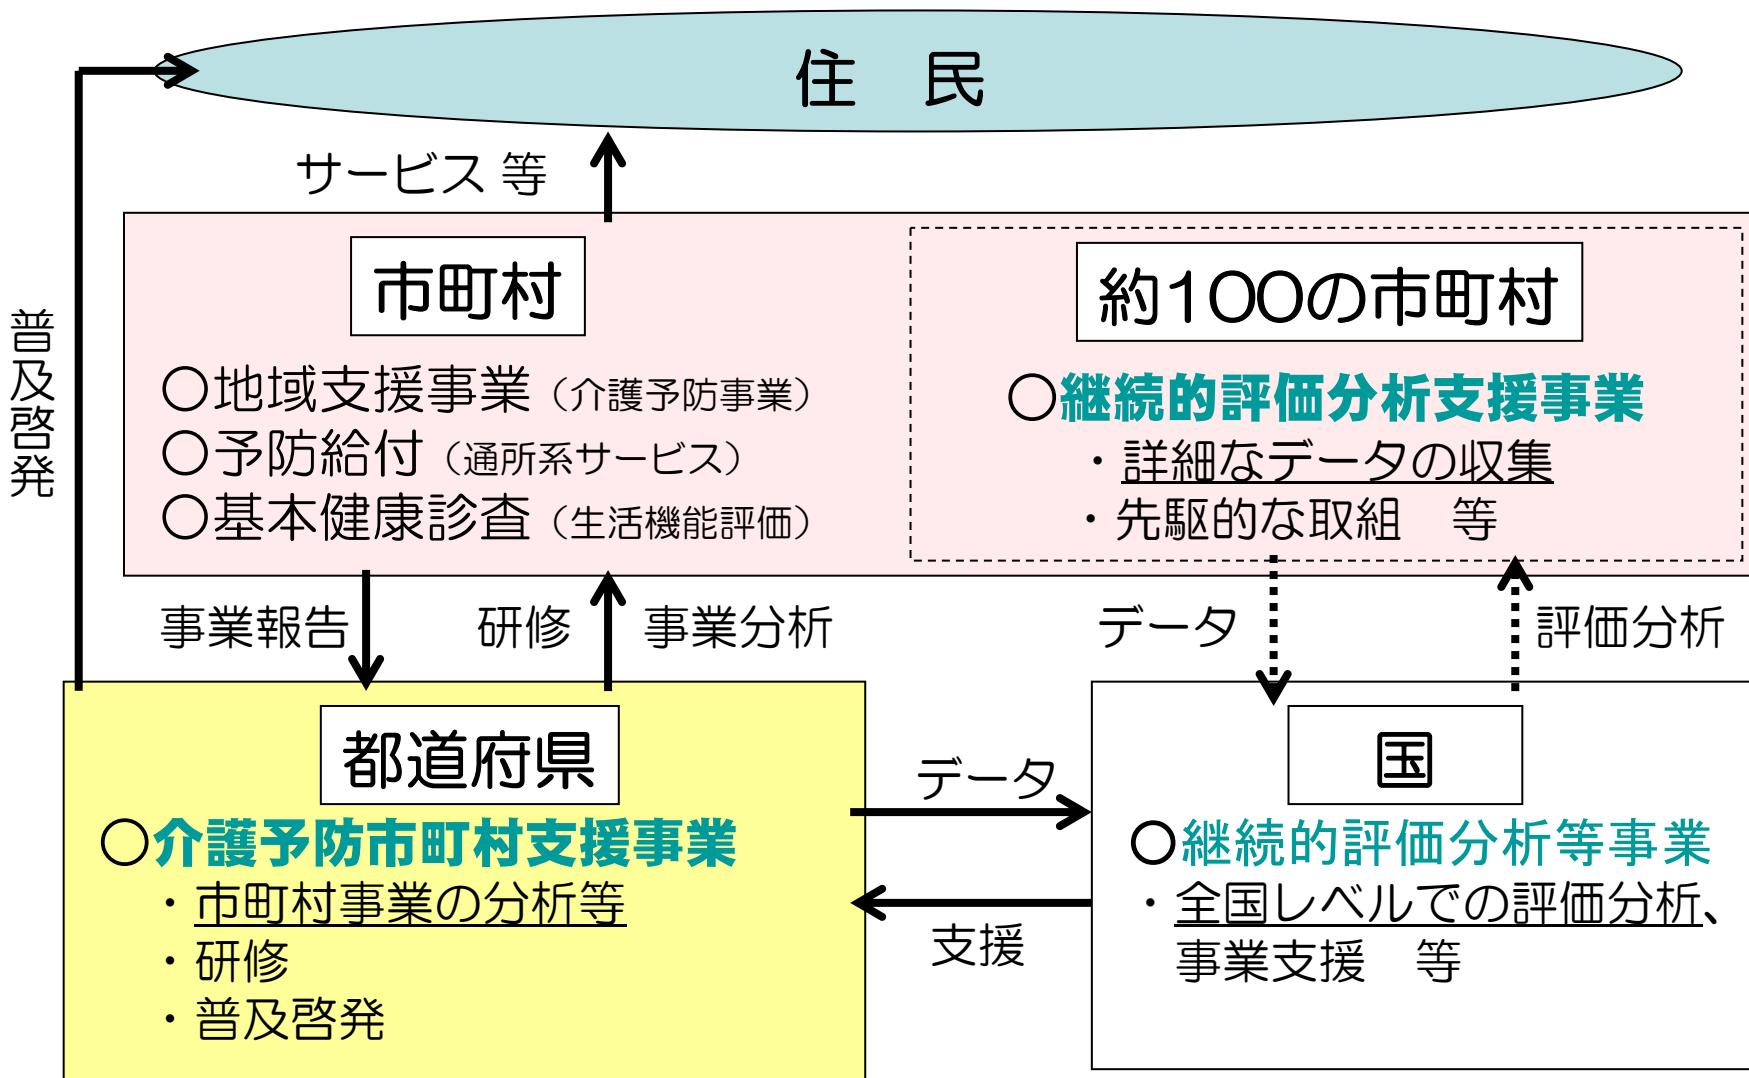 住　民
サービス 等
普及啓発
市町村
○地域支援事業（介護予防事業）
○予防給付（通所系サービス）
○基本健康診査（生活機能評価）
約100の市町村
○継続的評価分析支援事業
・詳細なデータの収集
・先駆的な取組　等
事業報告
研修
事業分析
データ
評価分析
都道府県
○介護予防市町村支援事業
・市町村事業の分析等
・研修
・普及啓発
データ
支援
国
○継続的評価分析等事業
・全国レベルでの評価分析、
事業支援　等